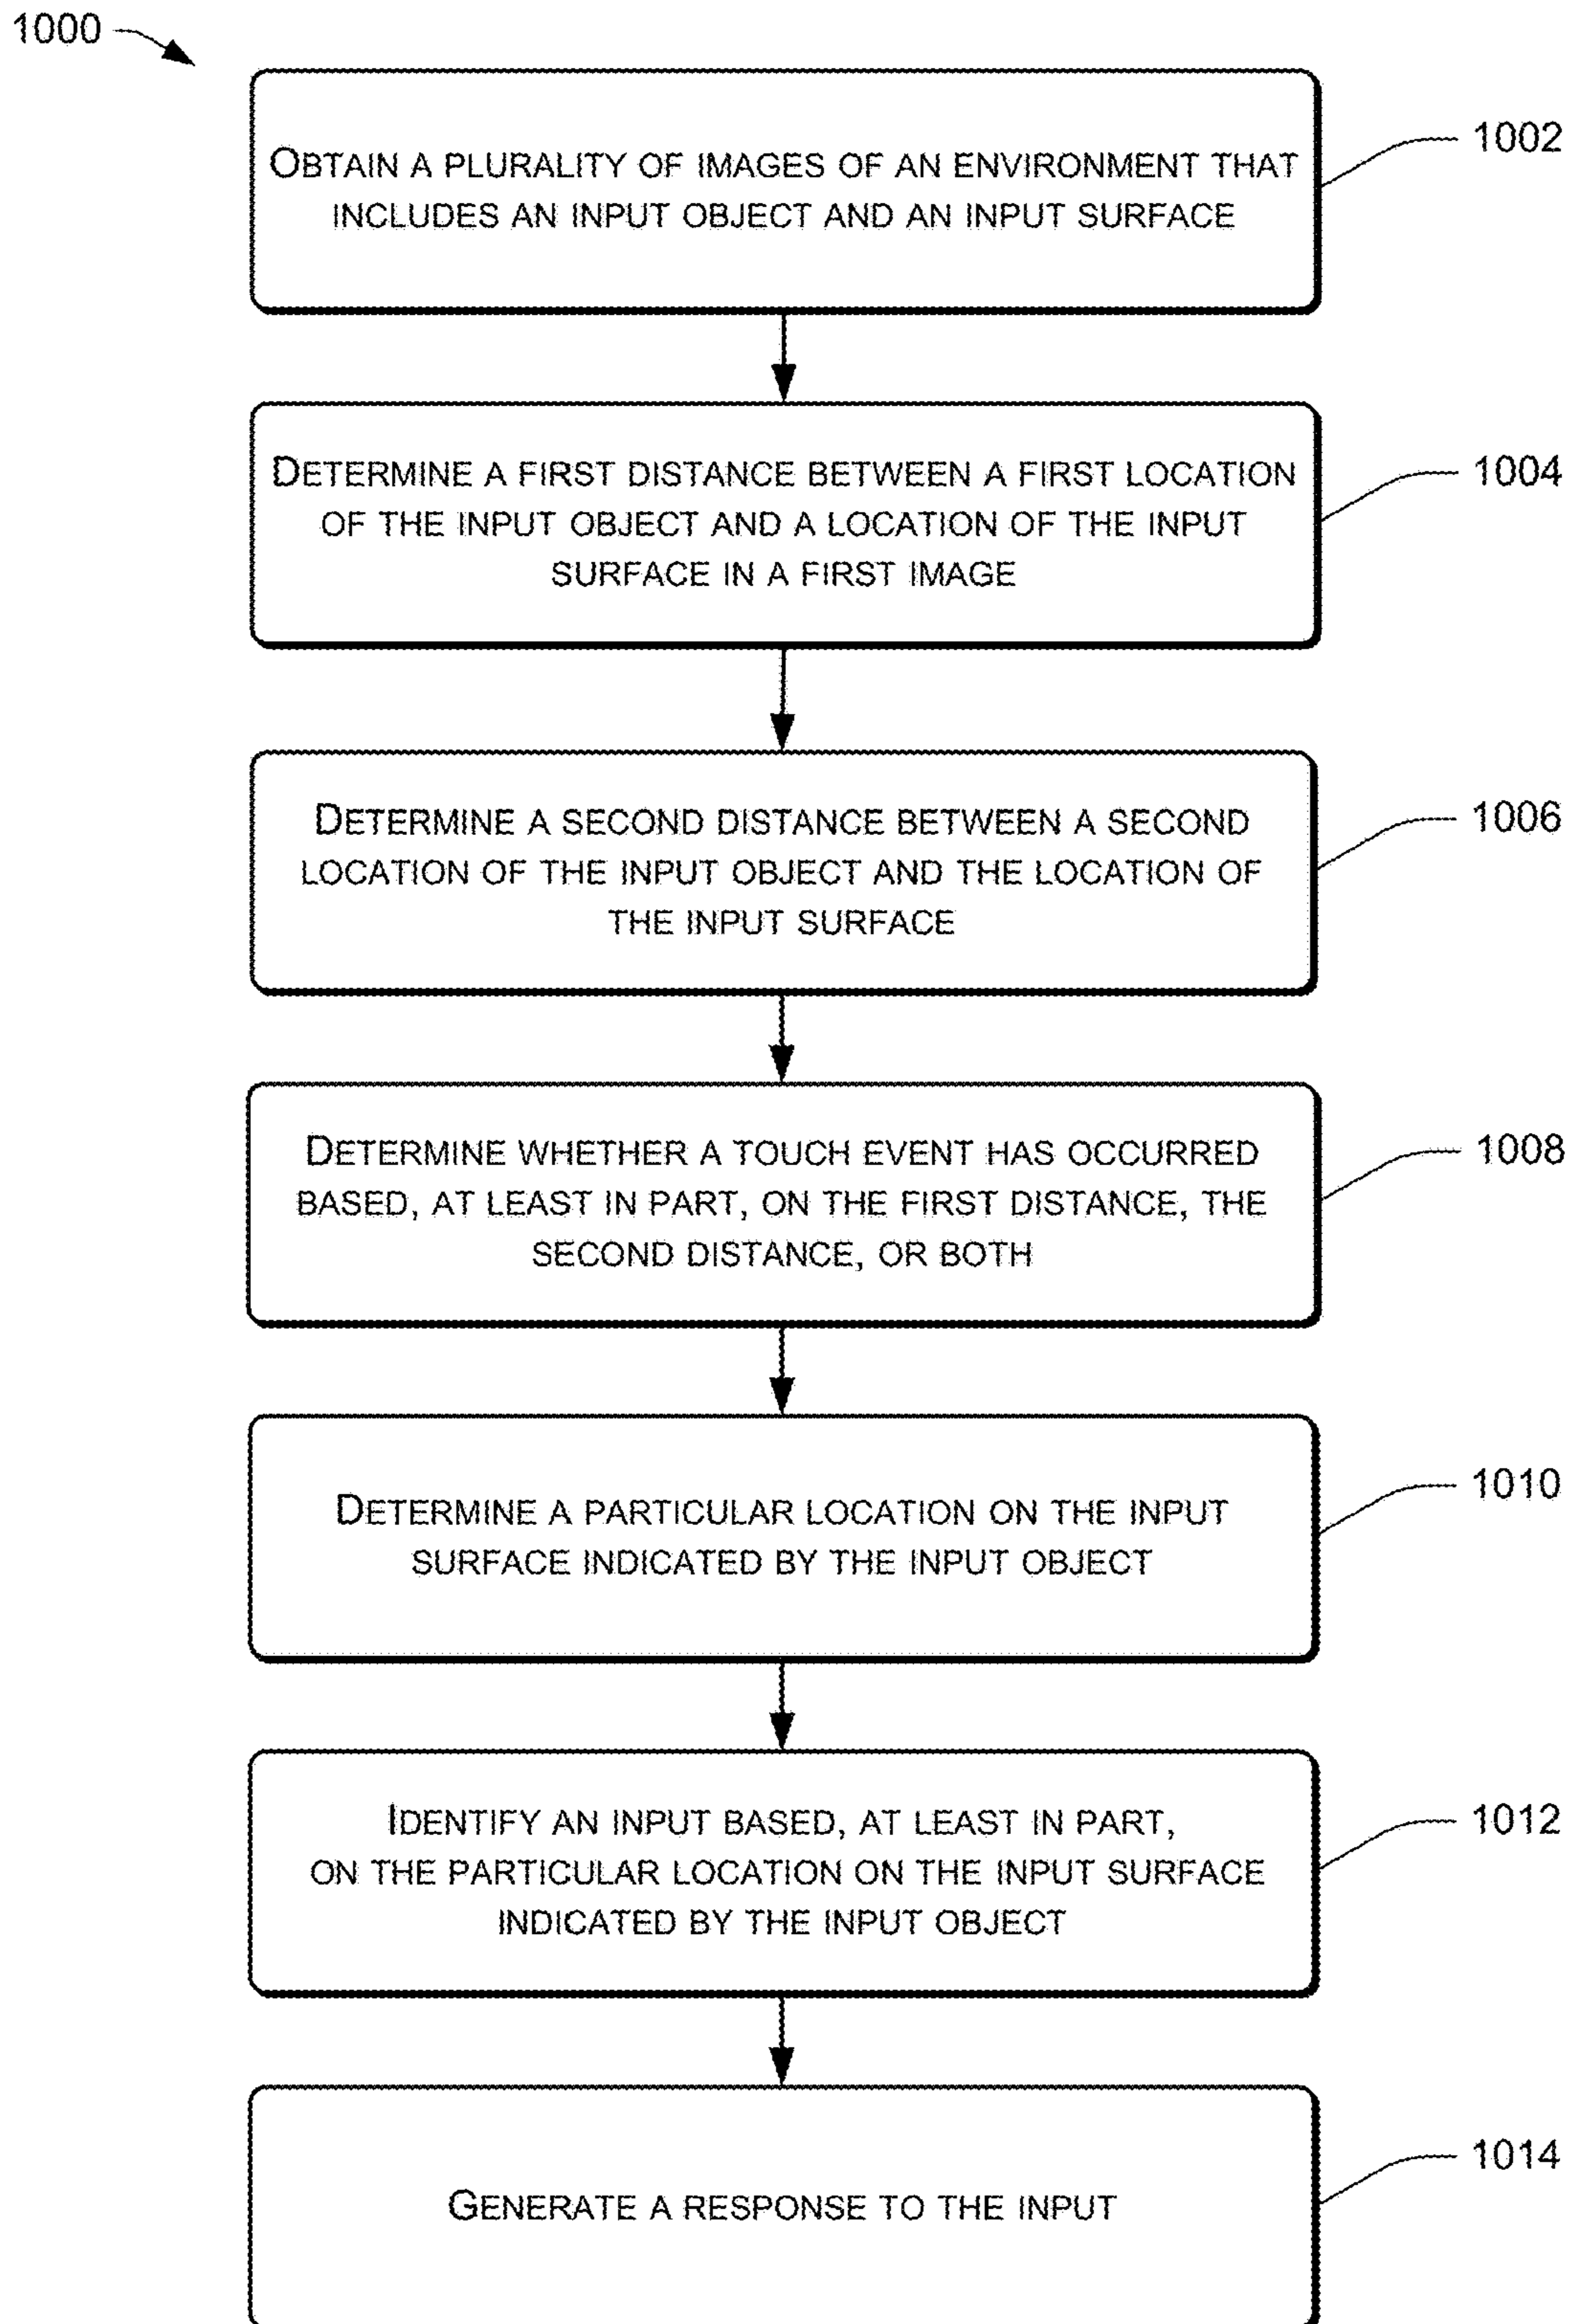 1000
OBTAIN A PLURALITY OF IMAGES OF AN ENVIRONMENT THAT
INCLUDES AN INPUT OBJECT AND AN INPUT SURFACE
1002
DETERMINE A FIRST DISTANCE BETWEEN A FIRST LOCATION
OF THE INPUT OBJECT AND A LOCATION OF THE INPUT
SURFACE IN A FIRST IMAGE
1004
DETERMINE A SECOND DISTANCE BETWEEN A SECOND
LOCATION OF THE INPUT OBJECT AND THE LOCATION OF
THE INPUT SURFACE
1006
DETERMINE WHETHER A TOUCH EVENT HAS OCCURRED
BASED, AT LEAST IN PART, ON THE FIRST DISTANCE, THE
SECOND DISTANCE, OR BOTH
1008
DETERMINE A PARTICULAR LOCATION ON THE INPUT
SURFACE INDICATED BY THE INPUT OBJECT
1010
IDENTIFY AN INPUT BASED, AT LEAST IN PART,
ON THE PARTICULAR LOCATION ON THE INPUT SURFACE
INDICATED BY THE INPUT OBJECT
1012
GENERATE A RESPONSE TO THE INPUT
1014